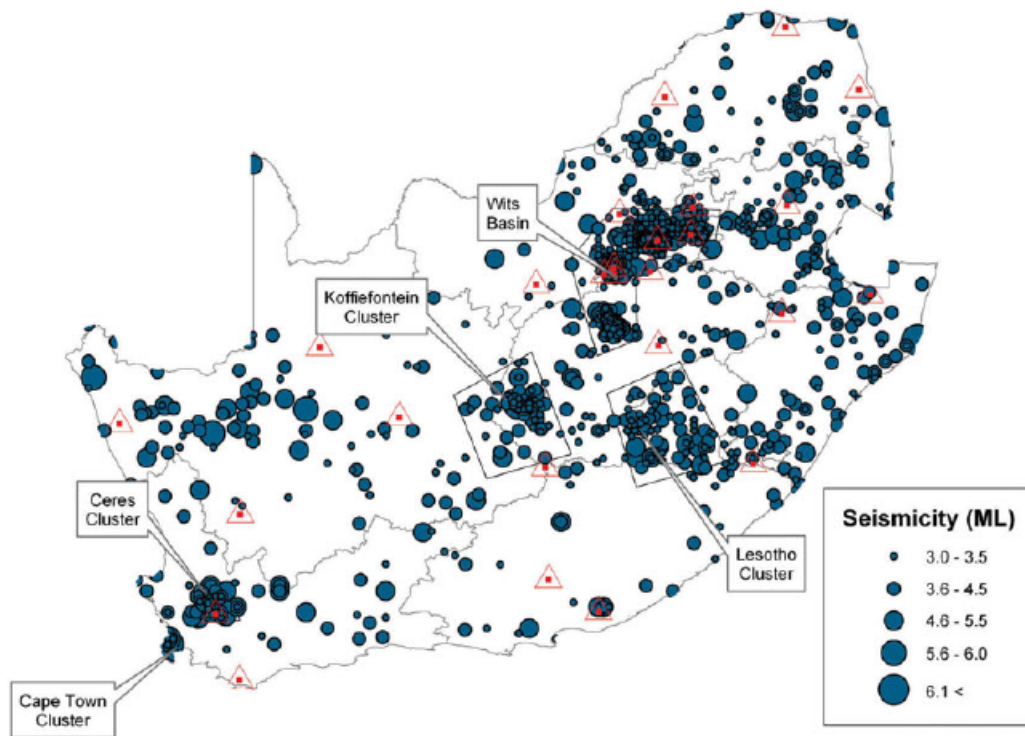 Wits
Basin
Koffiefontein
Cluster
Ceres
Cluster
Cape Town
Cluster
Lesotho
Cluster
Seismicity (ML)
3.0 - 3.5
3.6 - 4.5
4.6 - 5.5
5.6 - 6.0
6.1 <